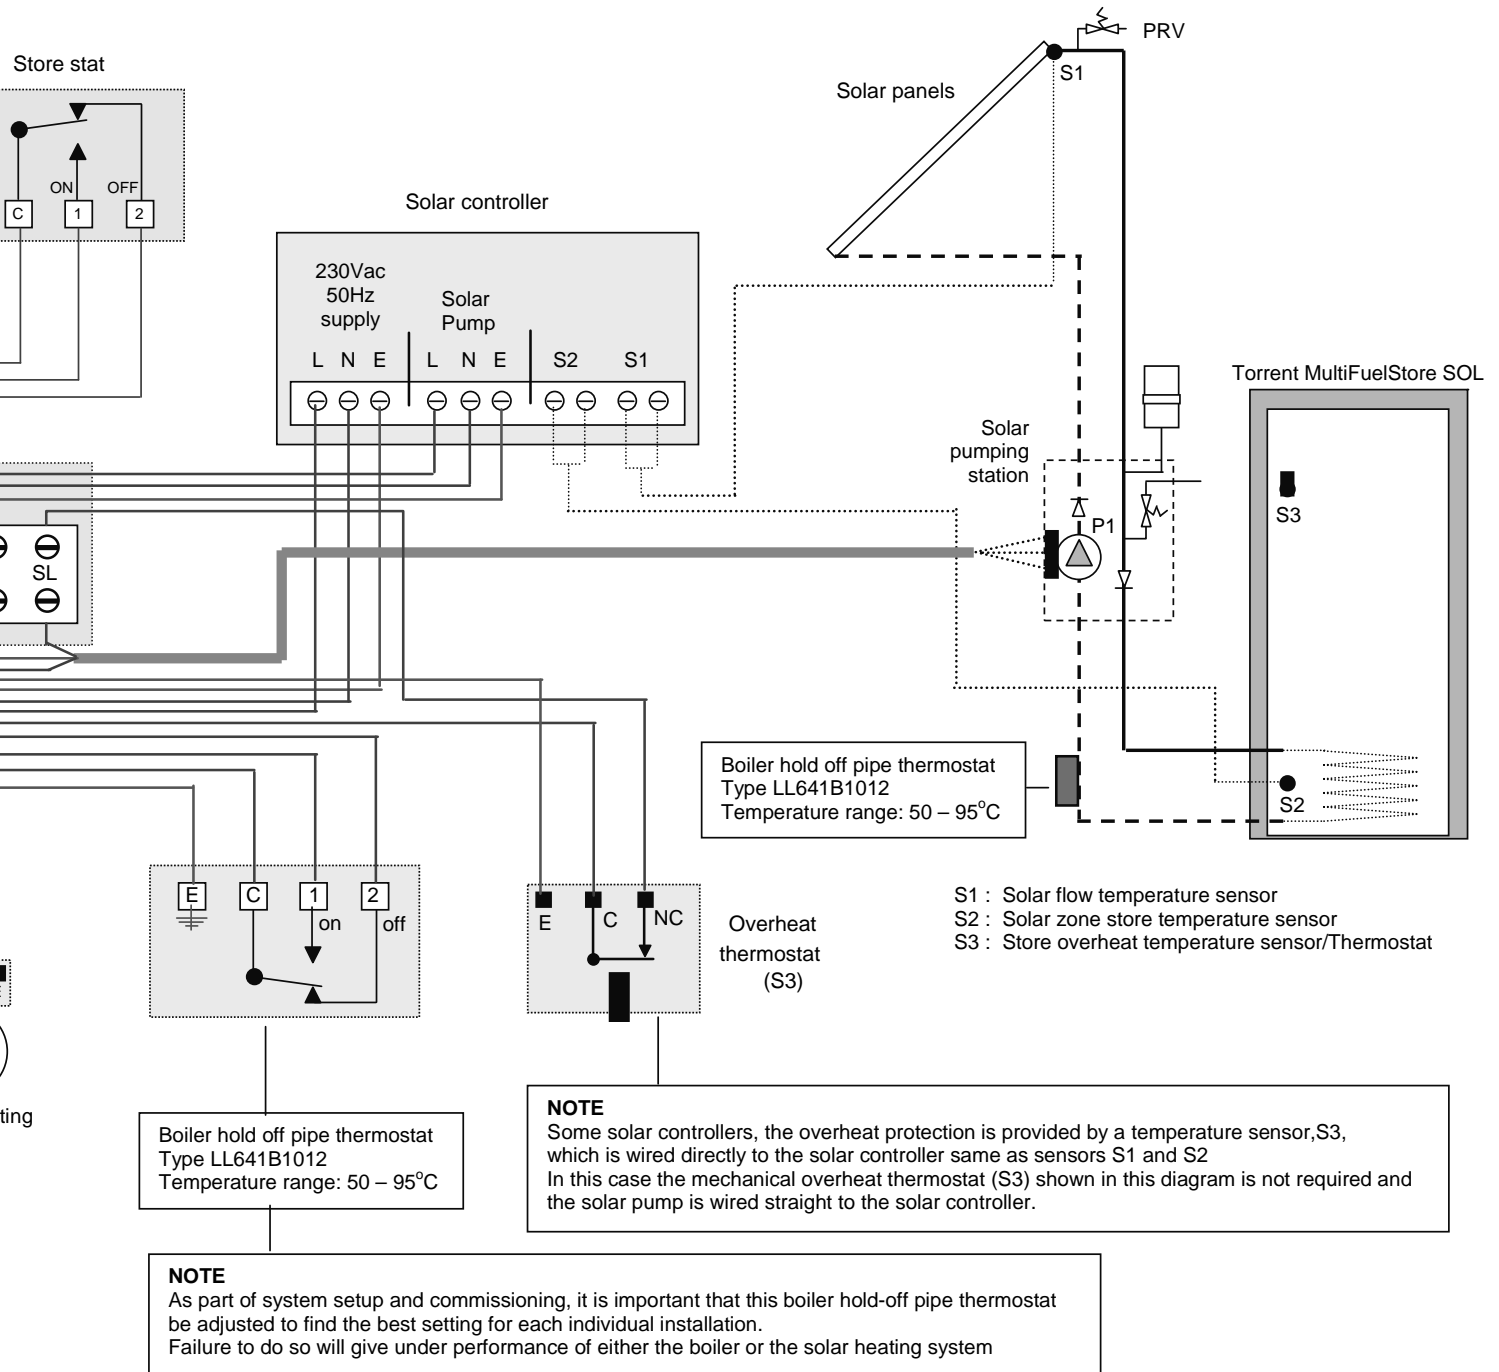 PRV
S1
Solar panels
Store stat
ON OFF
C 1 2
Solar controller
230Vac
50Hz
supply
Solar
Pump
L N E L N E S2 S1
Torrent MultiFuelStore SOL
Solar
pumping
station
P1
S3
SL
Boiler hold off pipe thermostat
Type LL641B1012
Temperature range: 50 – 95°C
S2
E C 1 2
on off
E C NC
Overheat
thermostat
(S3)
S1 : Solar flow temperature sensor
S2 : Solar zone store temperature sensor
S3 : Store overheat temperature sensor/Thermostat
ting
Boiler hold off pipe thermostat
Type LL641B1012
Temperature range: 50 – 95°C
NOTE
Some solar controllers, the overheat protection is provided by a temperature sensor,S3,
which is wired directly to the solar controller same as sensors S1 and S2
In this case the mechanical overheat thermostat (S3) shown in this diagram is not required and
the solar pump is wired straight to the solar controller.
NOTE
As part of system setup and commissioning, it is important that this boiler hold-off pipe thermostat
be adjusted to find the best setting for each individual installation.
Failure to do so will give under performance of either the boiler or the solar heating system